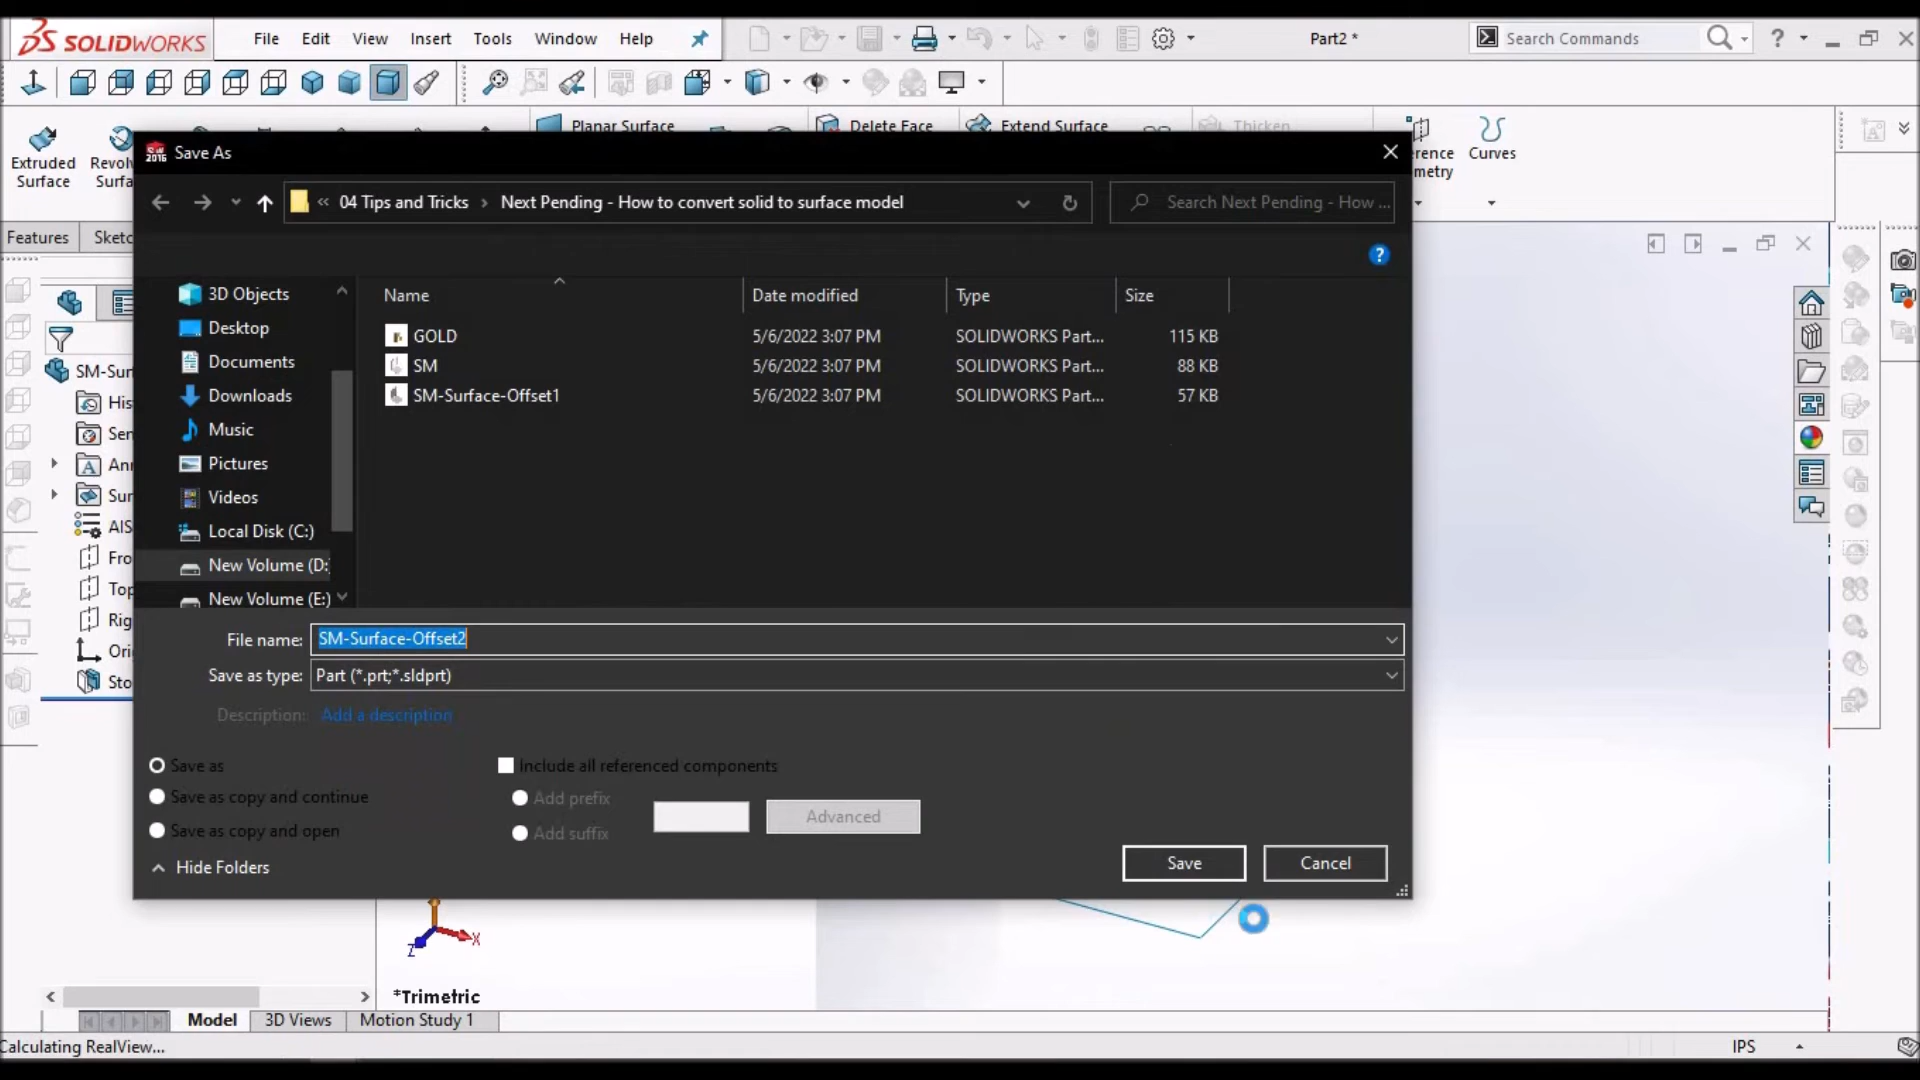 SOLIDWORKS File Edit View Insert Tools Window Help Part2 * Search Commands ?
Planar Surface Delete Face Extend Surface Thicken
Extruded Surface
Curves
Save As
« 04 Tips and Tricks › Next Pending - How to convert solid to surface model Search Next Pending - How ...
Features
?
Name Date modified Type Size
3D Objects
GOLD 5/6/2022 3:07 PM SOLIDWORKS Part... 115 KB
Desktop
Documents
SM 5/6/2022 3:07 PM SOLIDWORKS Part... 88 KB
Downloads
SM-Surface-Offset1 5/6/2022 3:07 PM SOLIDWORKS Part... 57 KB
Music
Pictures
Videos
Local Disk (C:)
New Volume (D:
New Volume (E:)
File name: SM-Surface-Offset2
Save as type: Part (*.prt;*.sldprt)
Description: Add a description
Save as
Include all referenced components
Save as copy and continue
Add prefix
Advanced
Save as copy and open
Add suffix
Hide Folders
Save Cancel
X
Z
*Trimetric
Model 3D Views Motion Study 1
Calculating RealView...
IPS